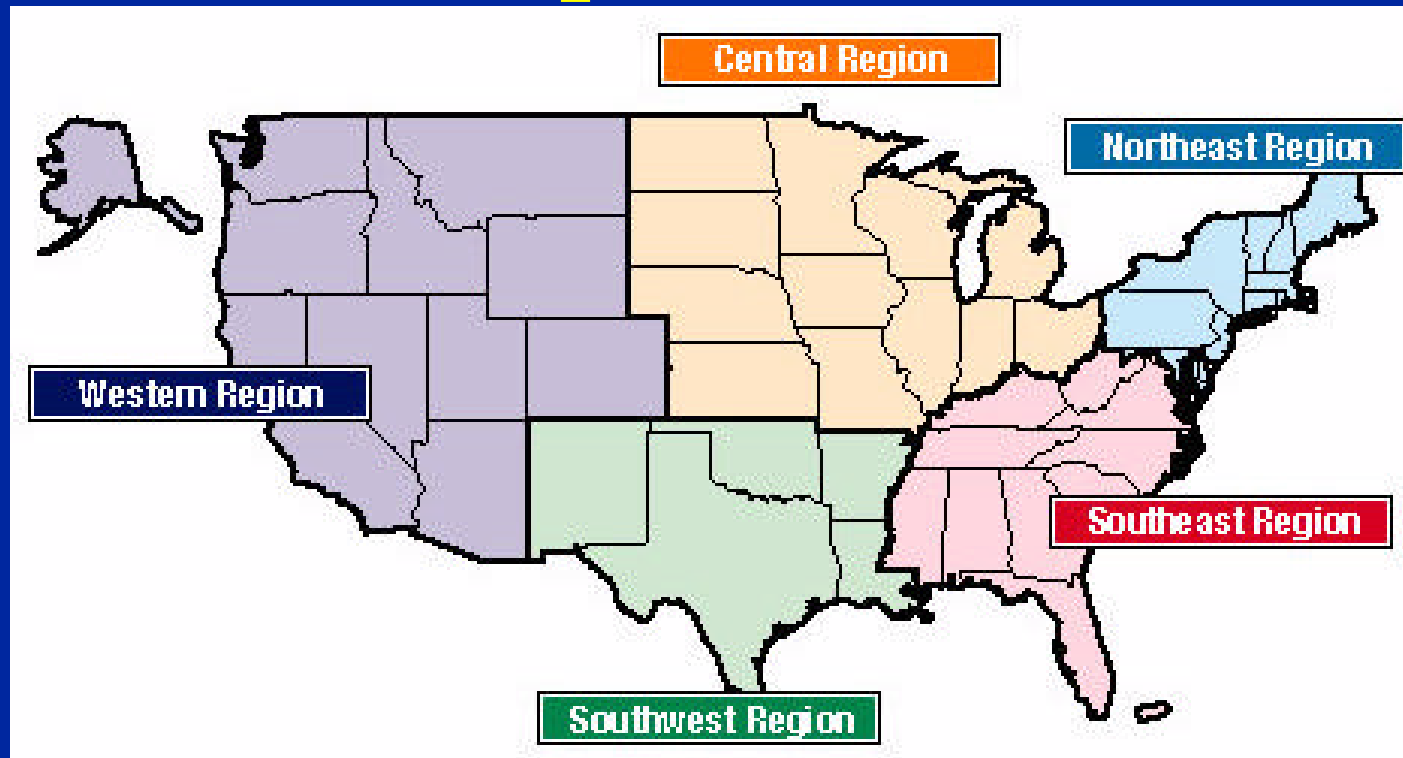 Central Region
Northeast Region
Western Region
Southeast Region
Southwest Region